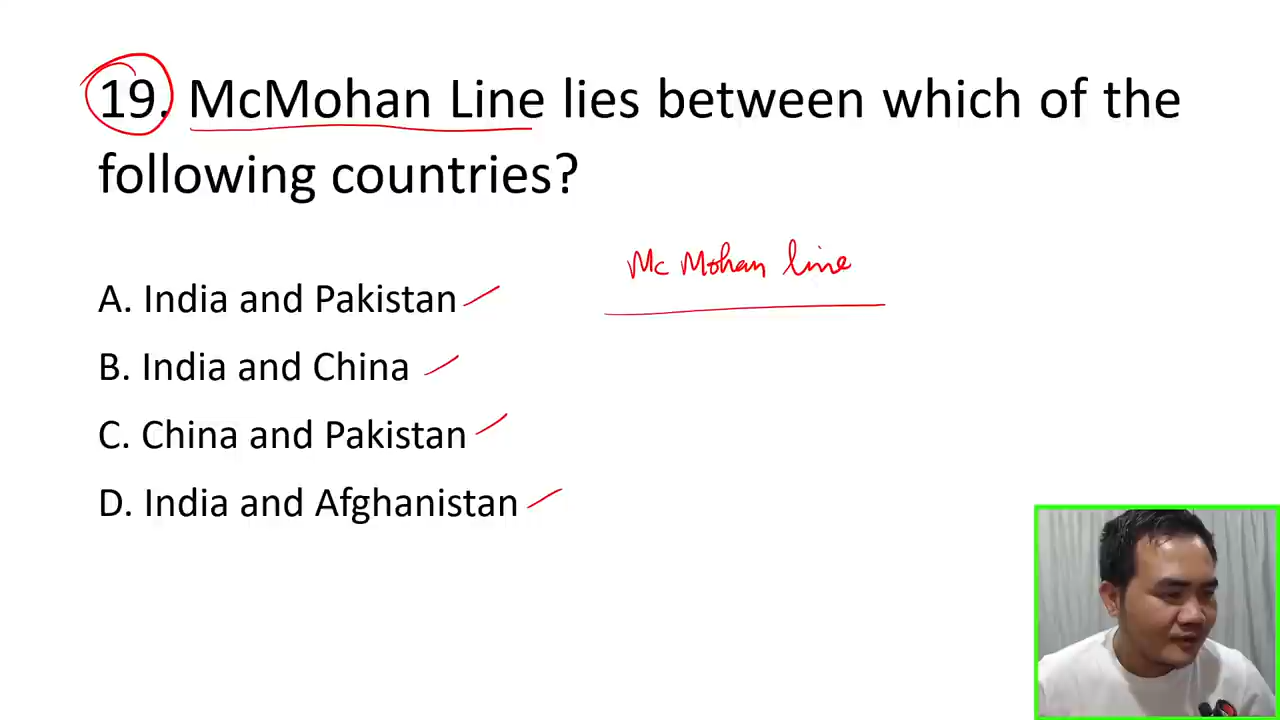 19. McMohan Line lies between which of the
following countries?
Mc Mohan line
A. India and Pakistan
B. India and China
C. China and Pakistan
D. India and Afghanistan